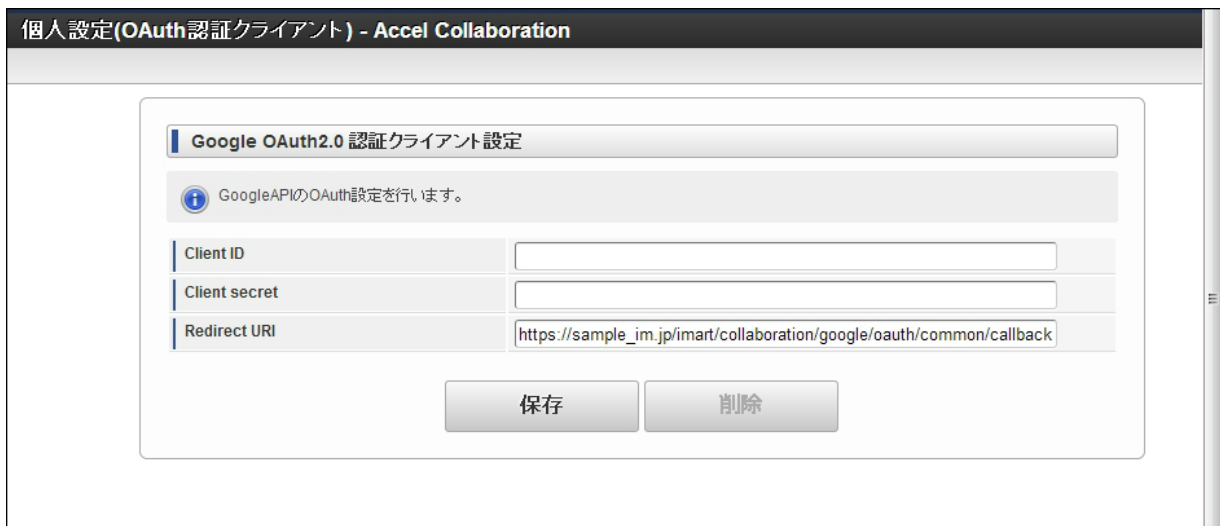 個人設定(OAuth認証クライアント) - Accel Collaboration
Google OAuth2.0 認証クライアント設定
GoogleAPIのOAuth設定を行います。
Client ID
Client secret
Redirect URI
https://sample_im.jp/imart/collaboration/google/oauth/common/callback
保存
削除